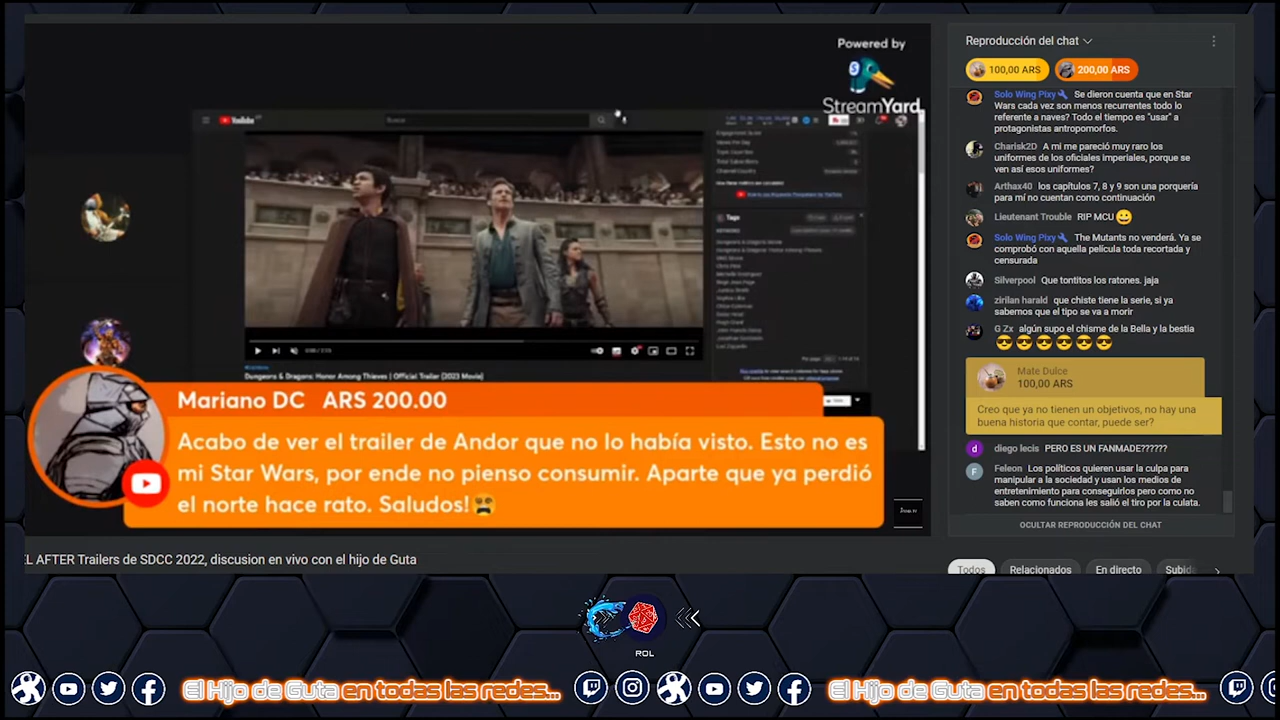 Powered by
StreamYard
YouTube
Buscar
Tags
Dungeons & Dragons: Honor Among Thieves | Official Trailer (2023 Movie)
Mariano DC ARS 200.00
Acabo de ver el trailer de Andor que no lo había visto. Esto no es
mi Star Wars, por ende no pienso consumir. Aparte que ya perdió
el norte hace rato. Saludos!
EL AFTER Trailers de SDCC 2022, discusion en vivo con el hijo de Guta
Reproducción del chat
100,00 ARS
200,00 ARS
Solo Wing Pixy Se dieron cuenta que en Star
Wars cada vez son menos recurrentes todo lo
referente a naves? Todo el tiempo es "usar" a
protagonistas antropomorfos.
Charisk2D A mi me pareció muy raro los
uniformes de los oficiales imperiales, porque se
ven así esos uniformes?
Arthax40 los capítulos 7, 8 y 9 son una porquería
para mí no cuentan como continuación
Lieutenant Trouble RIP MCU 😀
Solo Wing Pixy The Mutants no venderá. Ya se
comprobó con aquella película toda recortada y
censurada
Silverpool Que tontitos los ratones. jaja
zirilan harald que chiste tiene la serie, si ya
sabemos que el tipo se va a morir
G Zx algún supo el chisme de la Bella y la bestia
😎😎😎😎😎😎
Mate Dulce
100,00 ARS
Creo que ya no tienen un objetivos, no hay una
buena historia que contar, puede ser?
d diego lecis PERO ES UN FANMADE??????
F Feleon Los políticos quieren usar la culpa para
manipular a la sociedad y usan los medios de
entretenimiento para conseguirlos pero como no
saben como funciona les salió el tiro por la culata.
OCULTAR REPRODUCCIÓN DEL CHAT
Todos Relacionados En directo Subid
ROL
El Hijo de Guta en todas las redes... El Hijo de Guta en todas las redes...